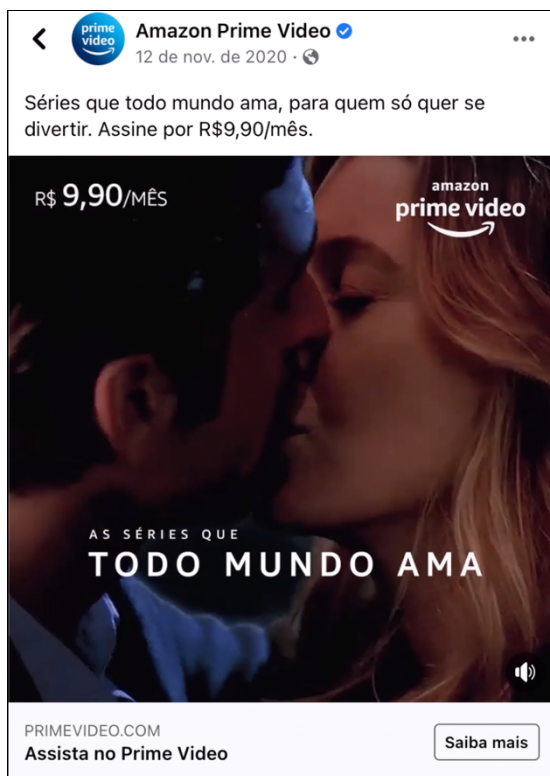 prime
video
Amazon Prime Video
12 de nov. de 2020 ·
Séries que todo mundo ama, para quem só quer se
divertir. Assine por R$9,90/mês.
R$ 9,90/MÊS
amazon
prime video
AS SÉRIES QUE
TODO MUNDO AMA
PRIMEVIDEO.COM
Assista no Prime Video
Saiba mais